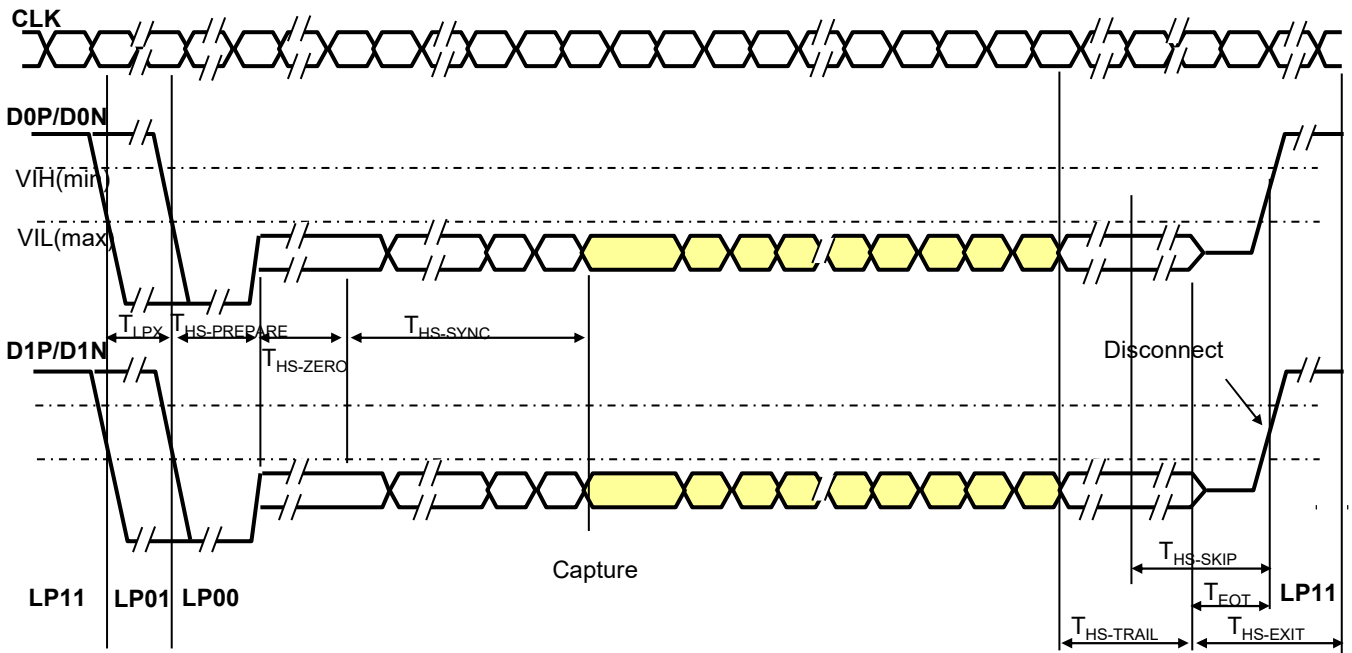 CLK
D0P/D0N
VIH(min)
VIL(max)
TLPX
THS-PREPARE
THS-ZERO
THS-SYNC
D1P/D1N
Disconnect
Capture
THS-SKIP
TEOT
LP11
LP01
LP00
LP11
THS-TRAIL
THS-EXIT